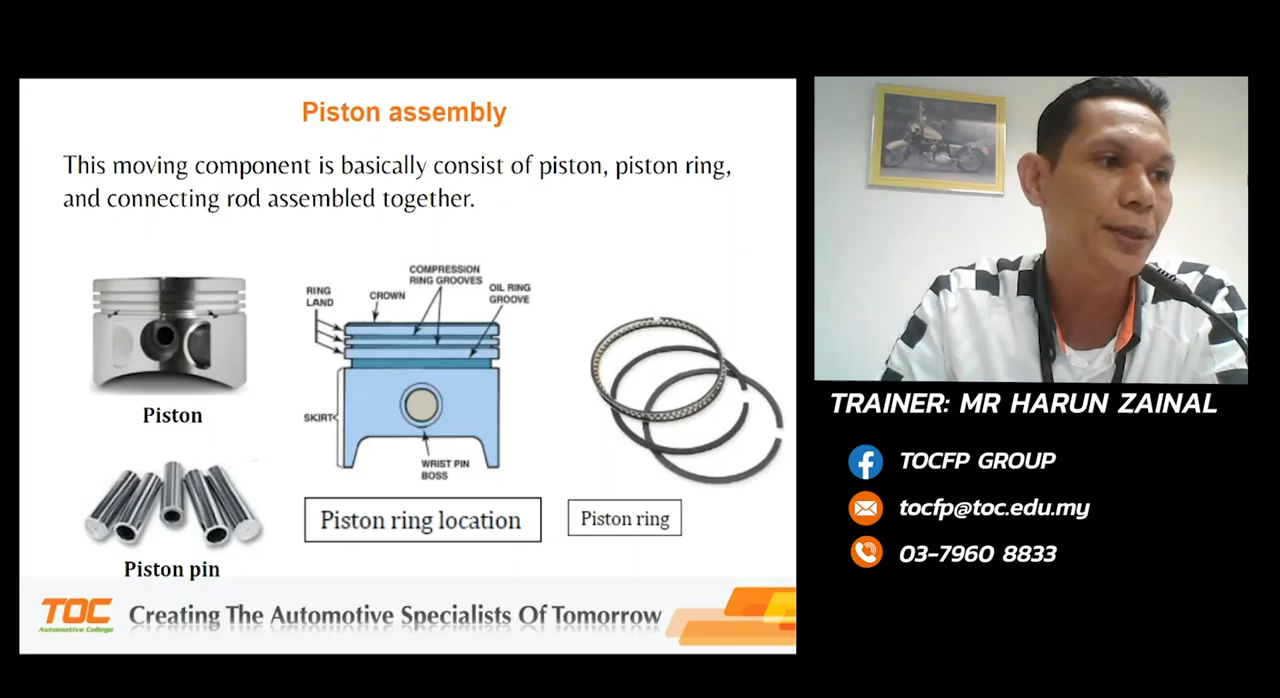 Piston assembly
This moving component is basically consist of piston, piston ring,
and connecting rod assembled together.
Piston
Piston pin
RING
LAND
CROWN
COMPRESSION
RING GROOVES
OIL RING
GROOVE
SKIRT
WRIST PIN
BOSS
Piston ring location
Piston ring
TOC
Automotive College
Creating The Automotive Specialists Of Tomorrow
TRAINER: MR HARUN ZAINAL
TOCFP GROUP
tocfp@toc.edu.my
03-7960 8833